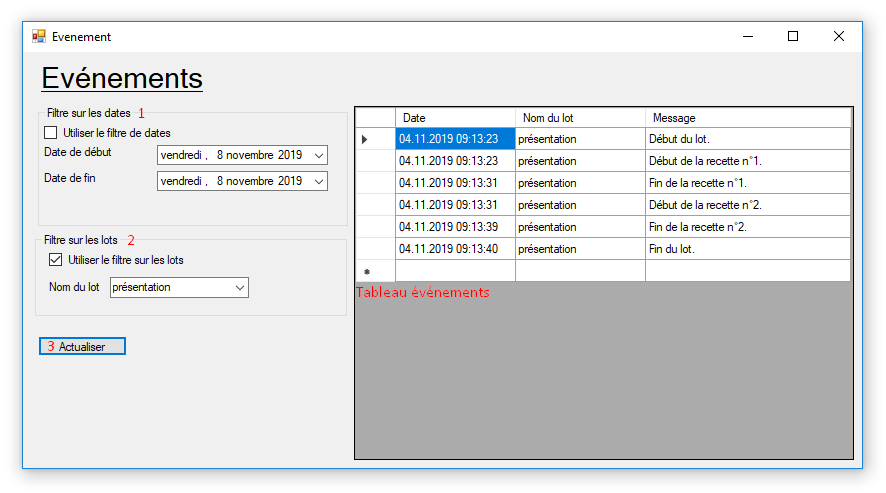 Evenement
Evénements
Filtre sur les dates 1
Utiliser le filtre de dates
Date de début vendredi , 8 novembre 2019
Date de fin vendredi , 8 novembre 2019
Filtre sur les lots 2
Utiliser le filtre sur les lots
Nom du lot présentation
3 Actualiser
Date Nom du lot Message
04.11.2019 09:13:23 présentation Début du lot.
04.11.2019 09:13:23 présentation Début de la recette n°1.
04.11.2019 09:13:31 présentation Fin de la recette n°1.
04.11.2019 09:13:31 présentation Début de la recette n°2.
04.11.2019 09:13:39 présentation Fin de la recette n°2.
04.11.2019 09:13:40 présentation Fin du lot.
Tableau événements